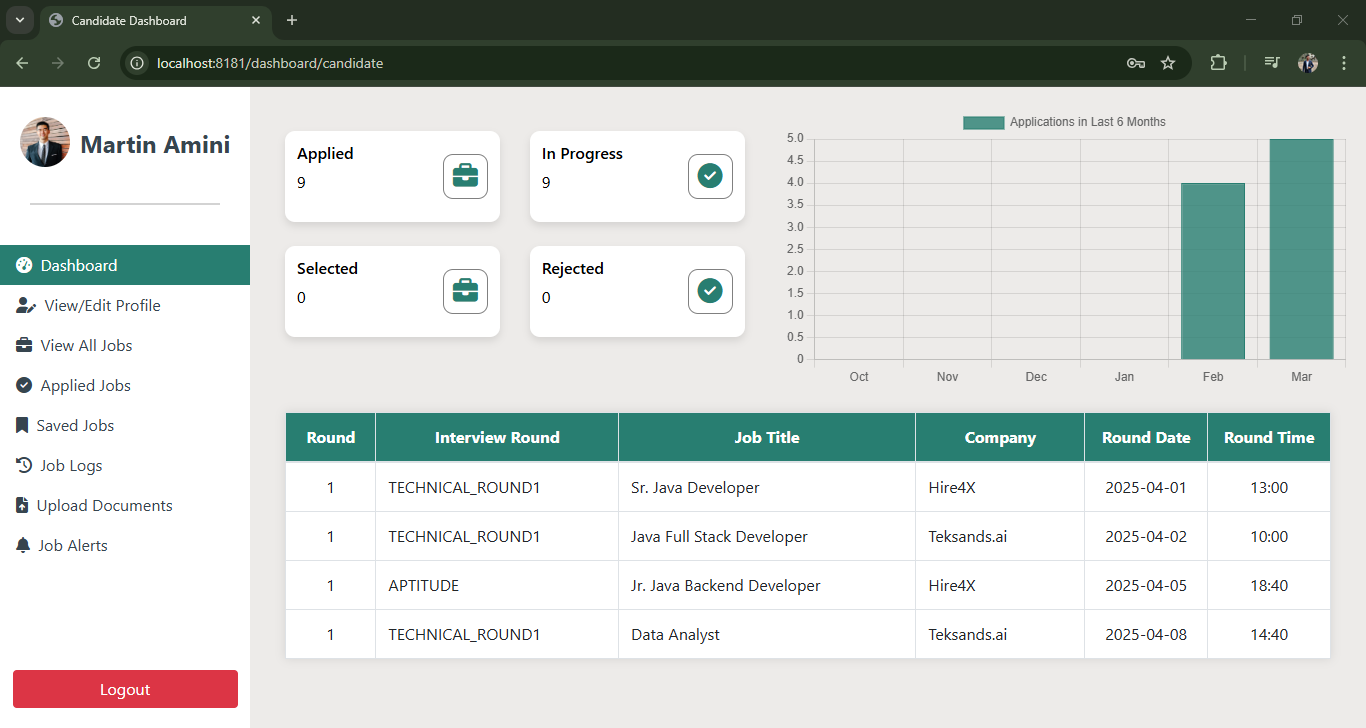 Candidate Dashboard
localhost:8181/dashboard/candidate
Martin Amini
Dashboard
View/Edit Profile
View All Jobs
Applied Jobs
Saved Jobs
Job Logs
Upload Documents
Job Alerts
Logout
Applied
9
In Progress
9
Selected
0
Rejected
0
Applications in Last 6 Months
5.0
4.5
4.0
3.5
3.0
2.5
2.0
1.5
1.0
0.5
0
Oct Nov Dec Jan Feb Mar
Round Interview Round Job Title Company Round Date Round Time
1 TECHNICAL_ROUND1 Sr. Java Developer Hire4X 2025-04-01 13:00
1 TECHNICAL_ROUND1 Java Full Stack Developer Teksands.ai 2025-04-02 10:00
1 APTITUDE Jr. Java Backend Developer Hire4X 2025-04-05 18:40
1 TECHNICAL_ROUND1 Data Analyst Teksands.ai 2025-04-08 14:40